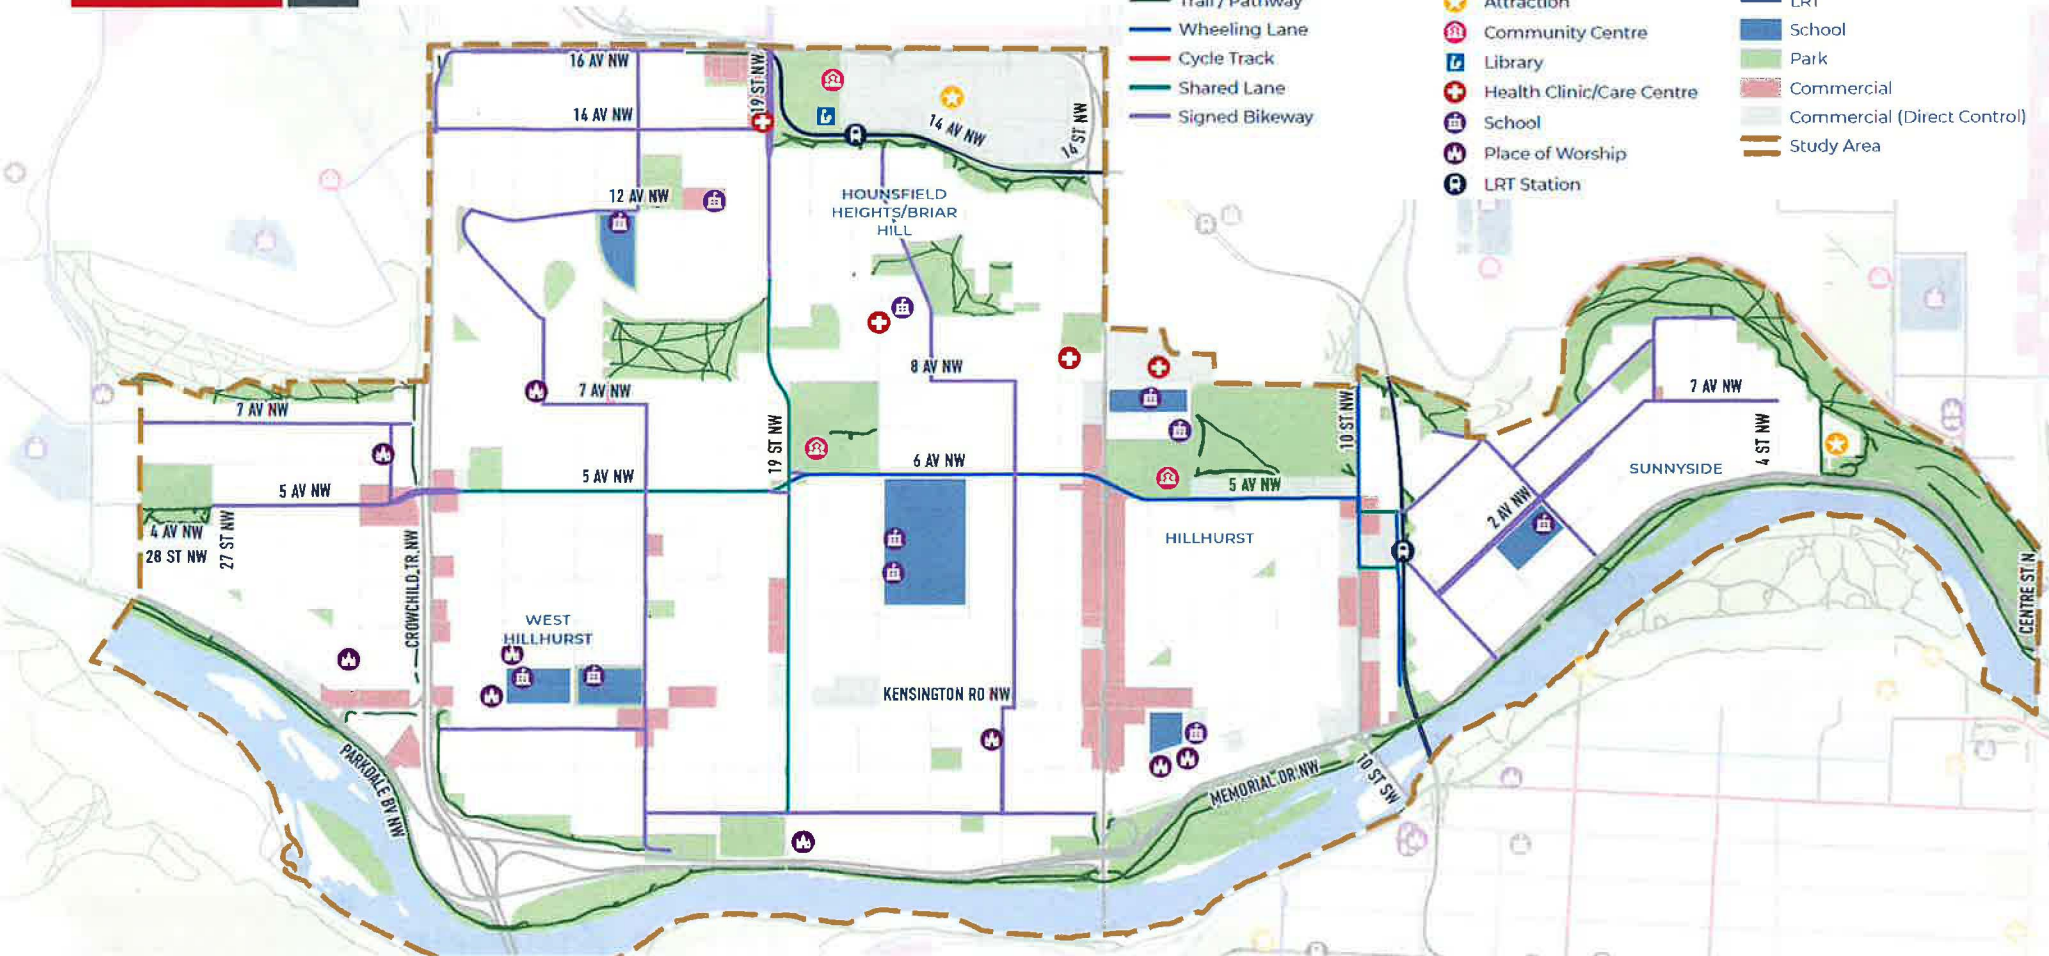 Trail / Pathway
Wheeling Lane
Cycle Track
Shared Lane
Signed Bikeway
Attraction
Community Centre
Library
Health Clinic/Care Centre
School
Place of Worship
LRT Station
LRT
School
Park
Commercial
Commercial (Direct Control)
Study Area
16 AV NW
19 ST NW
14 AV NW
14 AV NW
14 ST NW
12 AV NW
HOUNSFIELD
HEIGHTS/BRIAR
HILL
8 AV NW
7 AV NW
7 AV NW
7 AV NW
10 ST NW
19 ST NW
4 ST NW
6 AV NW
SUNNYSIDE
5 AV NW
5 AV NW
5 AV NW
2 AV NW
4 AV NW
28 ST NW
27 ST NW
HILLHURST
CROWCHILD TR NW
CENTRE ST N
WEST
HILLHURST
KENSINGTON RD NW
PARKDALE BV NW
MEMORIAL DR NW
10 ST SW